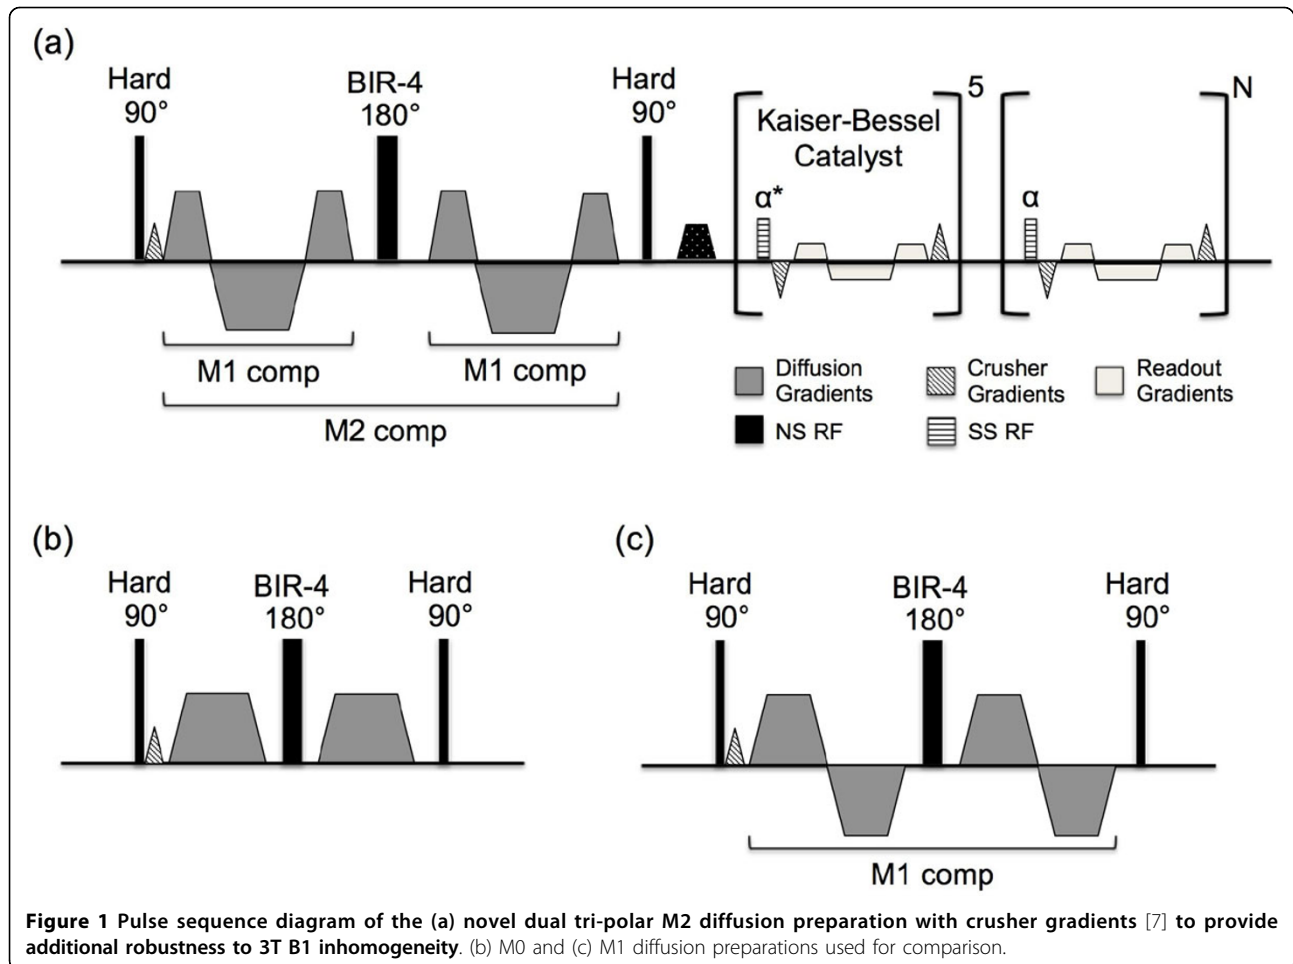 (a)
Hard
90°
BIR-4
180°
Hard
90°
5
N
Kaiser-Bessel
Catalyst
α*
α
M1 comp
M1 comp
M2 comp
Diffusion
Gradients
Crusher
Gradients
Readout
Gradients
NS RF
SS RF
(b)
Hard
90°
BIR-4
180°
Hard
90°
(c)
Hard
90°
BIR-4
180°
Hard
90°
M1 comp
Figure 1 Pulse sequence diagram of the (a) novel dual tri-polar M2 diffusion preparation with crusher gradients [7] to provide
additional robustness to 3T B1 inhomogeneity. (b) M0 and (c) M1 diffusion preparations used for comparison.